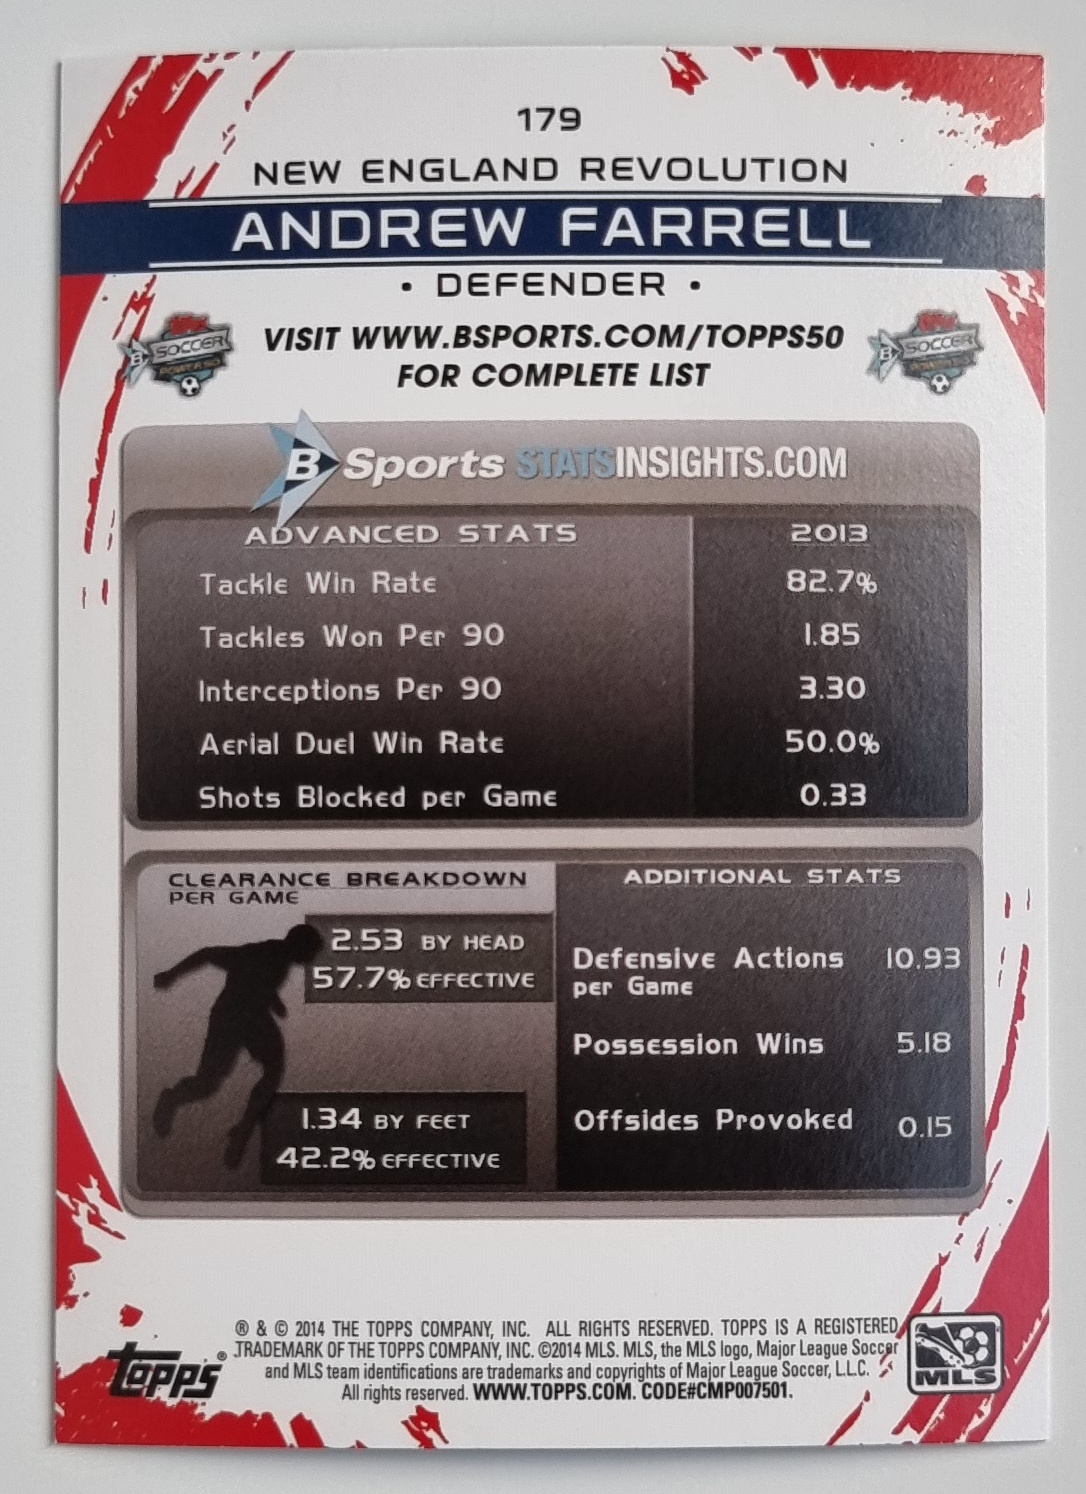 179
NEW ENGLAND REVOLUTION
ANDREW FARRELL
• DEFENDER •
B SOCCER
VISIT WWW.BSPORTS.COM/TOPPS50
FOR COMPLETE LIST
B SOCCER
B Sports STATSINSIGHTS.COM
ADVANCED STATS 2013
Tackle Win Rate 82.7%
Tackles Won Per 90 1.85
Interceptions Per 90 3.30
Aerial Duel Win Rate 50.0%
Shots Blocked per Game 0.33
CLEARANCE BREAKDOWN
PER GAME
2.53 BY HEAD
57.7% EFFECTIVE
1.34 BY FEET
42.2% EFFECTIVE
ADDITIONAL STATS
Defensive Actions 10.93
per Game
Possession Wins 5.18
Offsides Provoked 0.15
topps®
® & © 2014 THE TOPPS COMPANY, INC. ALL RIGHTS RESERVED. TOPPS IS A REGISTERED
TRADEMARK OF THE TOPPS COMPANY, INC. ©2014 MLS. MLS, the MLS logo, Major League Soccer
and MLS team identifications are trademarks and copyrights of Major League Soccer, L.L.C.
All rights reserved. WWW.TOPPS.COM. CODE#CMP007501.
MLS